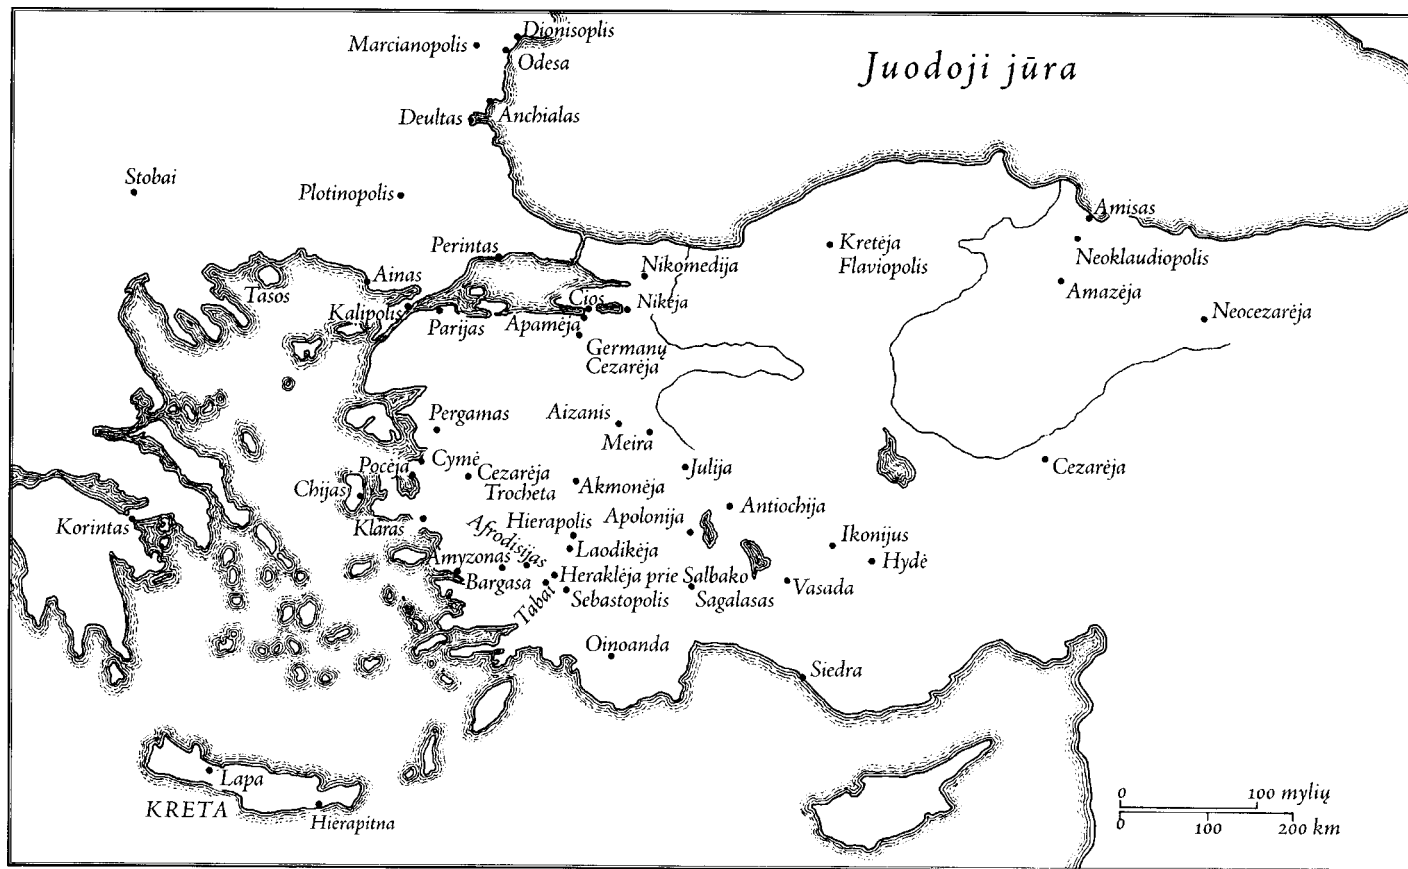 Dionisoplis
Marcianopolis
Odesa
Juodoji jūra
Deultas
Anchialas
Stobai
Plotinopolis
Amisas
Perintas
Kretėja
Flaviopolis
Neoklaudiopolis
Nikomedija
Ainas
Tasos
Amazėja
Cios
Nikėja
Kalipolis
Parijas
Apamėja
Neocezarėja
Germanų
Cezarėja
Pergamas
Aizanis
Meira
Pocėja
Cymė
Cezarėja
Trocheta
Julija
Cezarėja
Chijas
Akmonėja
Antiochija
Korintas
Klaras
Afrodisijas
Hierapolis
Apolonija
Ikonijus
Laodikėja
Amyzonas
Hydė
Bargasa
Heraklėja prie Salbako
Vasada
Tabai
Sebastopolis
Sagalasas
Oinoanda
Siedra
Lapa
KRETA
Hierapitna
0 100 mylių
0 100 200 km